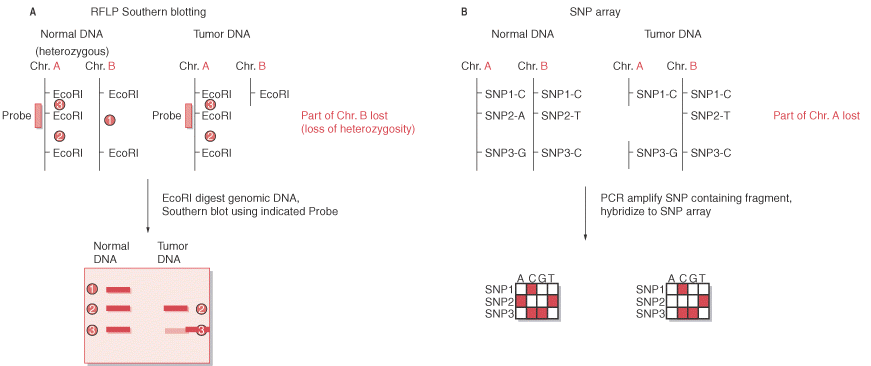 A RFLP Southern blotting
Normal DNA
(heterozygous)
Tumor DNA
Chr. A Chr. B Chr. A Chr. B
EcoRI EcoRI EcoRI EcoRI
3 3
Probe EcoRI 1 Probe EcoRI
2 2
EcoRI EcoRI EcoRI
Part of Chr. B lost
(loss of heterozygosity)
EcoRI digest genomic DNA,
Southern blot using indicated Probe
Normal
DNA
Tumor
DNA
1
2 2
3 3
B SNP array
Normal DNA Tumor DNA
Chr. A Chr. B Chr. A Chr. B
SNP1-C SNP1-C SNP1-C SNP1-C
SNP2-A SNP2-T SNP2-T
SNP3-G SNP3-C SNP3-G SNP3-C
Part of Chr. A lost
PCR amplify SNP containing fragment,
hybridize to SNP array
A C G T
SNP1
SNP2
SNP3
A C G T
SNP1
SNP2
SNP3